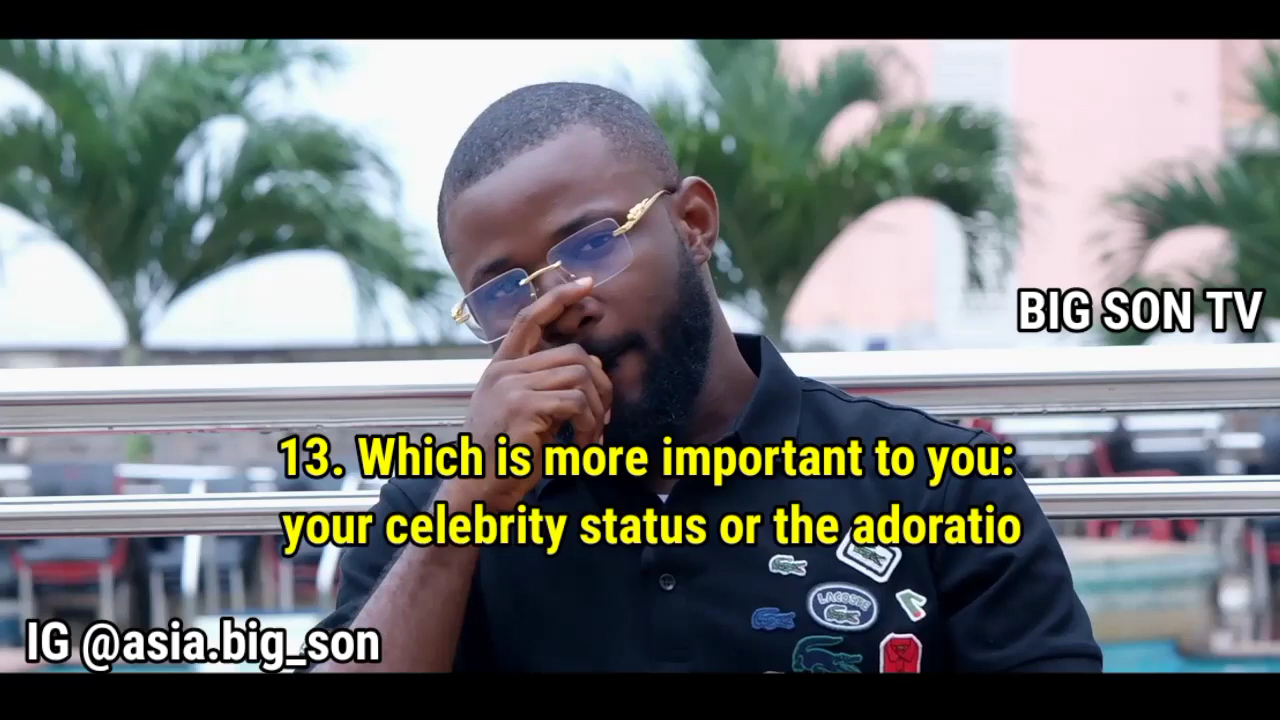 BIG SON TV
13. Which is more important to you:
your celebrity status or the adoratio
LACOSTE
IG @asia.big_son